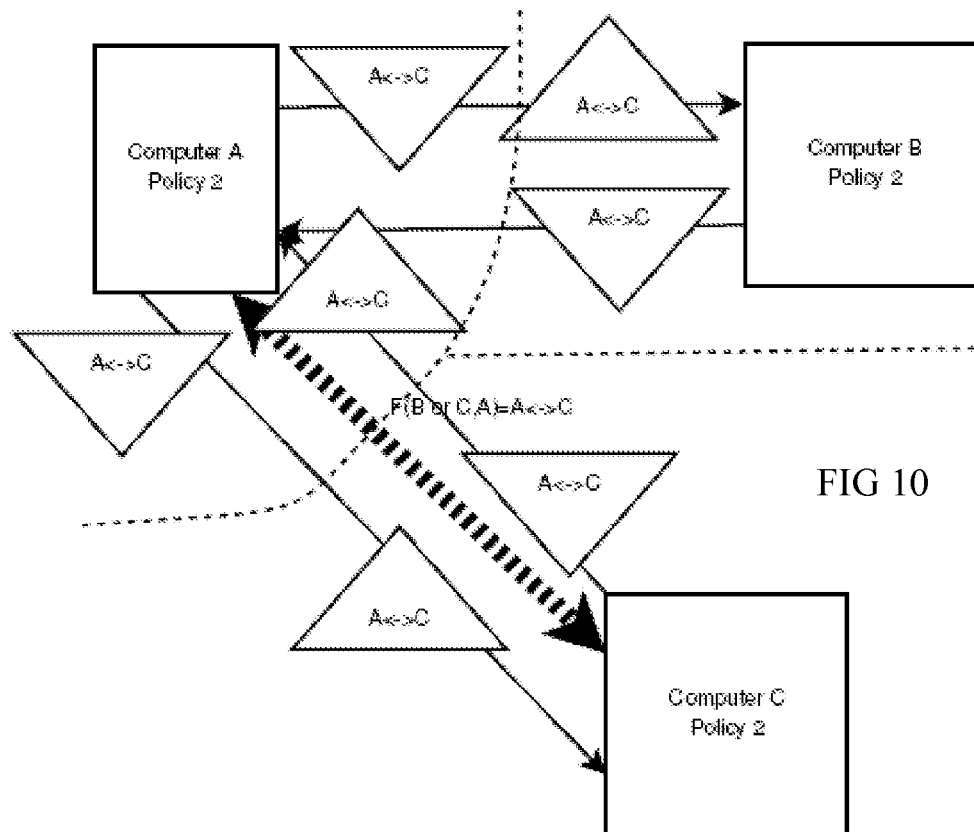 A<->C
A<->C
Computer A
Policy 2
Computer B
Policy 2
A<->C
A<->C
A<->C
F(B or C,A)=A<->C
A<->C
FIG 10
A<->C
Computer C
Policy 2